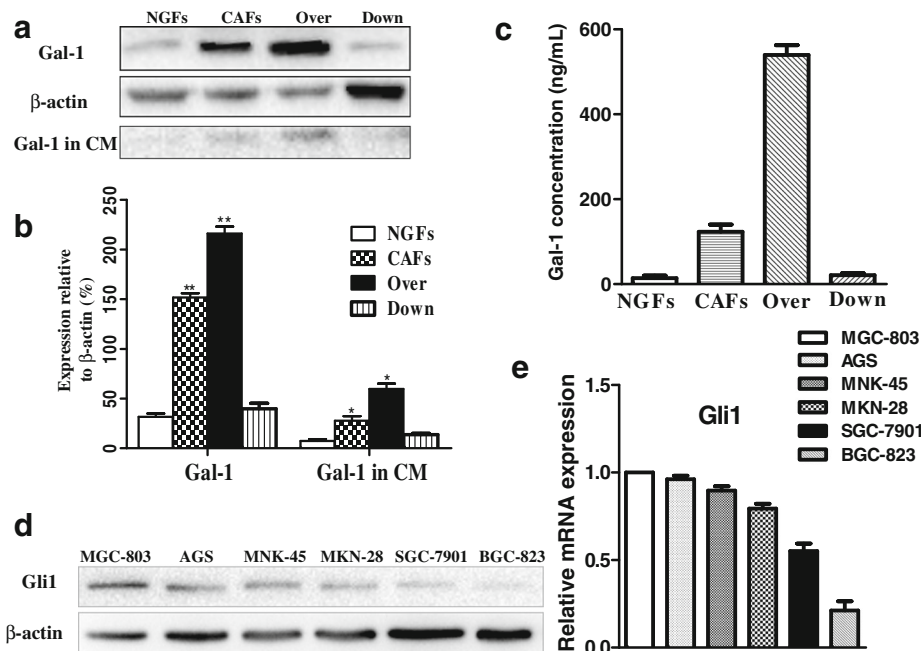 a
NGFs CAFs Over Down
Gal-1
β-actin
Gal-1 in CM
b
Expression relative
to β-actin (%)
250
200
150
100
50
0
**
**
*
*
NGFs
CAFs
Over
Down
Gal-1 Gal-1 in CM
c
Gal-1 concentration (ng/mL)
600
400
200
0
NGFs CAFs Over Down
d
MGC-803 AGS MNK-45 MKN-28 SGC-7901 BGC-823
Gli1
β-actin
e
MGC-803
AGS
MNK-45
MKN-28
SGC-7901
BGC-823
Gli1
Relative mRNA expression
1.5
1.0
0.5
0.0